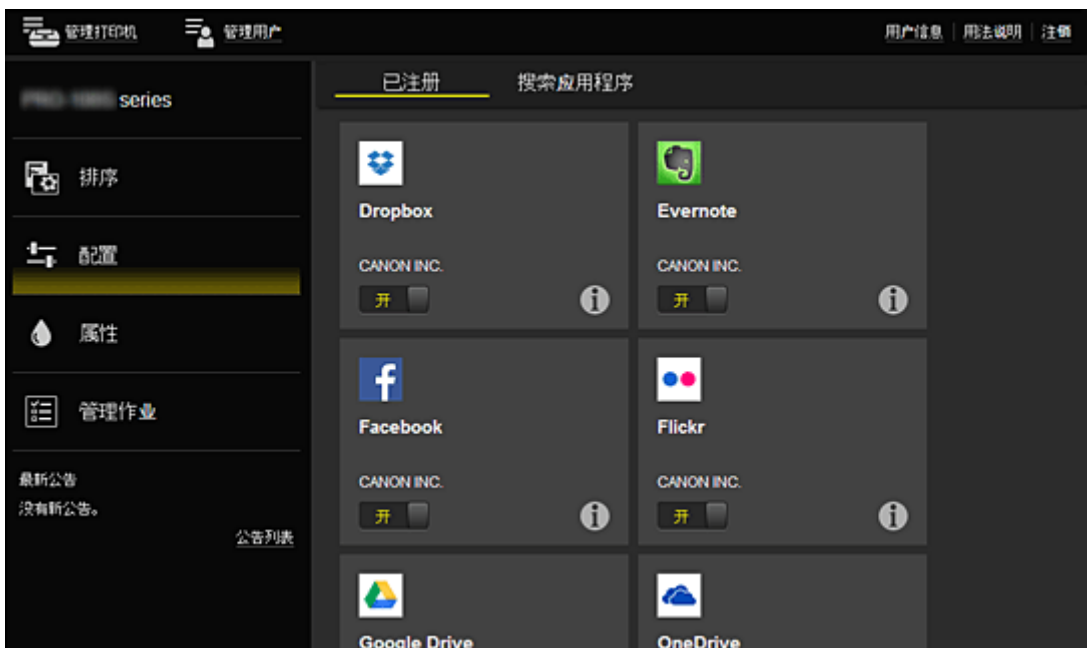 管理打印机 管理用户 用户信息 用法说明 注销
series
已注册 搜索应用程序
排序
配置
属性
管理作业
最新公告
没有新公告。
公告列表
Dropbox
CANON INC.
开
Evernote
CANON INC.
开
Facebook
CANON INC.
开
Flickr
CANON INC.
开
Google Drive
OneDrive